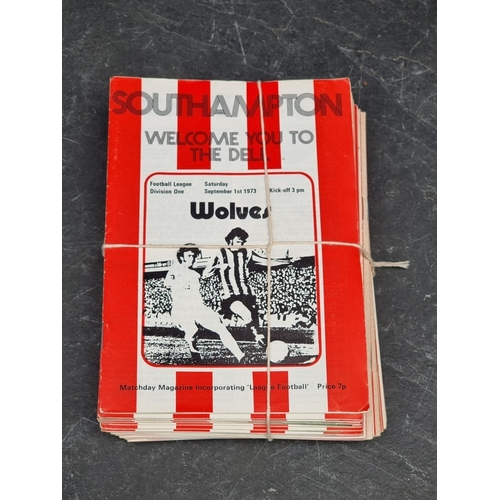 SOUTHAMPTON
WELCOME YOU TO
THE DELL
Football League Saturday
Division One September 1st 1973 Kick-off 3 pm
Wolves
Matchday Magazine Incorporating 'League Football' Price 7p